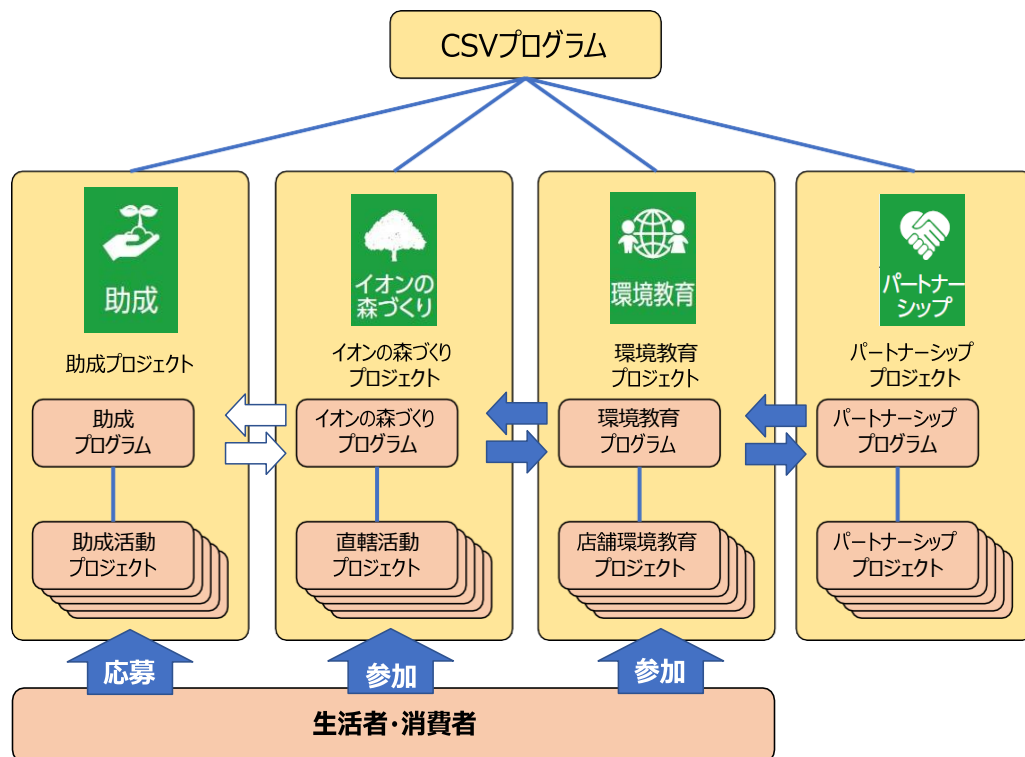 CSVプログラム
助成
イオンの
森づくり
環境教育
パートナー
シップ
助成プロジェクト
イオンの森づくり
プロジェクト
環境教育
プロジェクト
パートナーシップ
プロジェクト
助成
プログラム
イオンの森づくり
プログラム
環境教育
プログラム
パートナーシップ
プログラム
助成活動
プロジェクト
直轄活動
プロジェクト
店舗環境教育
プロジェクト
パートナーシップ
プロジェクト
応募
参加
参加
生活者・消費者